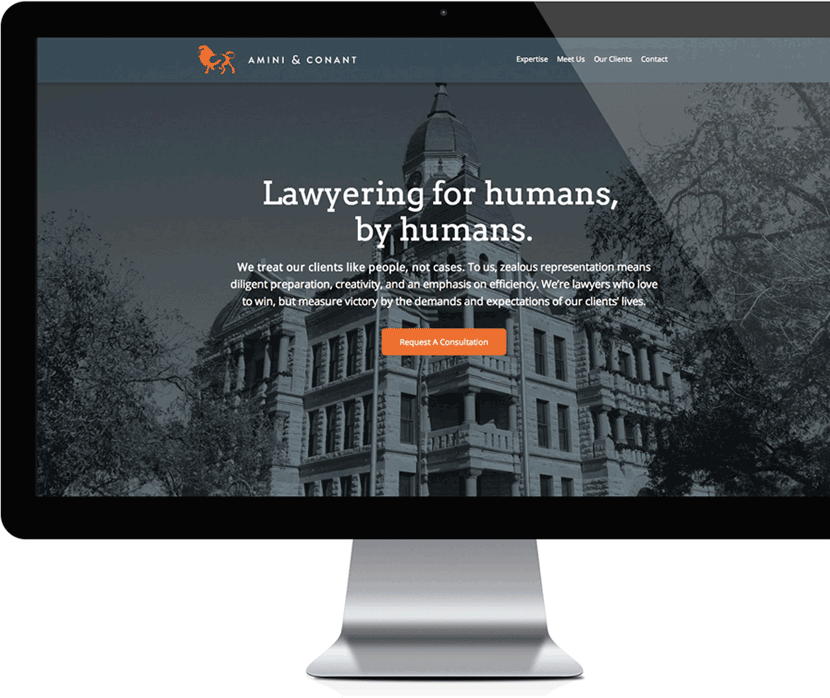 AMINI & CONANT
Expertise Meet Us Our Clients Contact
Lawyering for humans,
by humans.
We treat our clients like people, not cases. To us, zealous representation means
diligent preparation, creativity, and an emphasis on efficiency. We're lawyers who love
to win, but measure victory by the demands and expectations of our clients' lives.
Request A Consultation